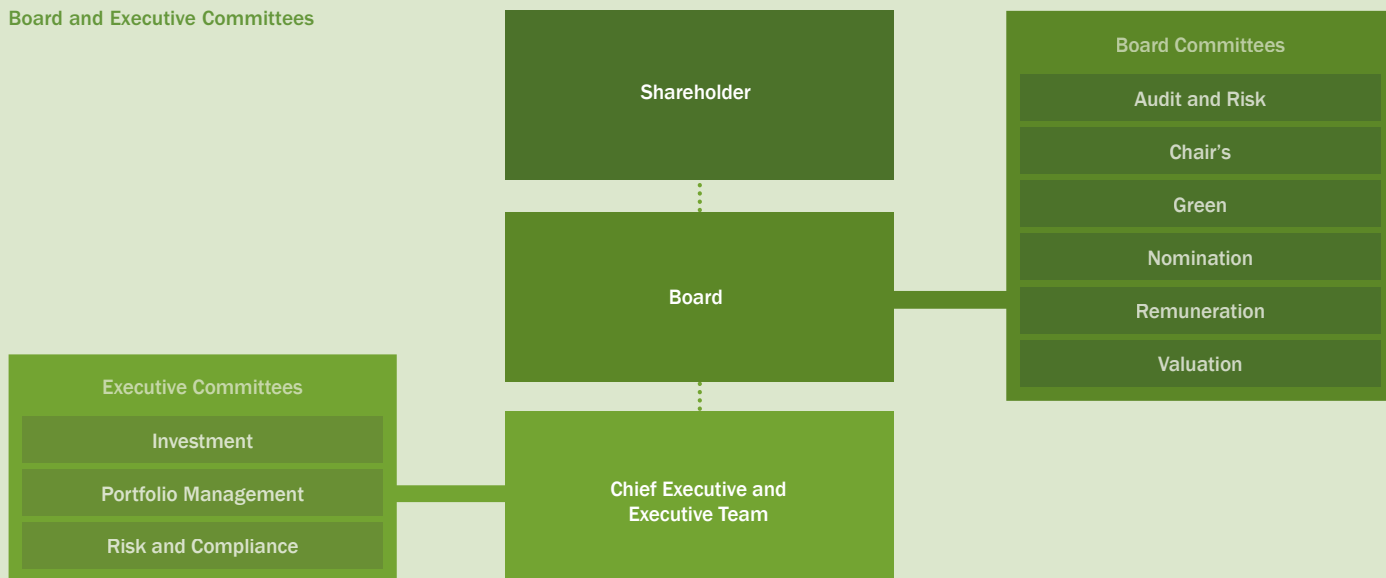 Board and Executive Committees
Shareholder
Board
Chief Executive and
Executive Team
Board Committees
Audit and Risk
Chair’s
Green
Nomination
Remuneration
Valuation
Executive Committees
Investment
Portfolio Management
Risk and Compliance